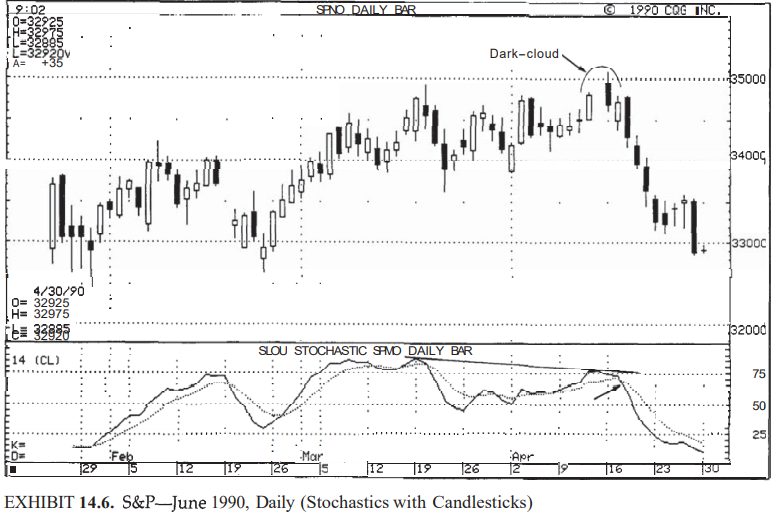 9:02 SPNO DAILY BAR © 1990 CQG INC.
O=32925
H=32975
L=32885
L=32920V
A= +35
Dark-cloud
35000
34000
33000
32000
4/30/90
O= 32925
H= 32975
L= 32885
C= 32920
SLOU STOCHASTIC SPMO DAILY BAR
14 (CL)
75
50
25
K=
D=
Feb Mar Apr
29 5 12 19 26 5 12 19 26 2 9 16 23 30
EXHIBIT 14.6. S&P—June 1990, Daily (Stochastics with Candlesticks)